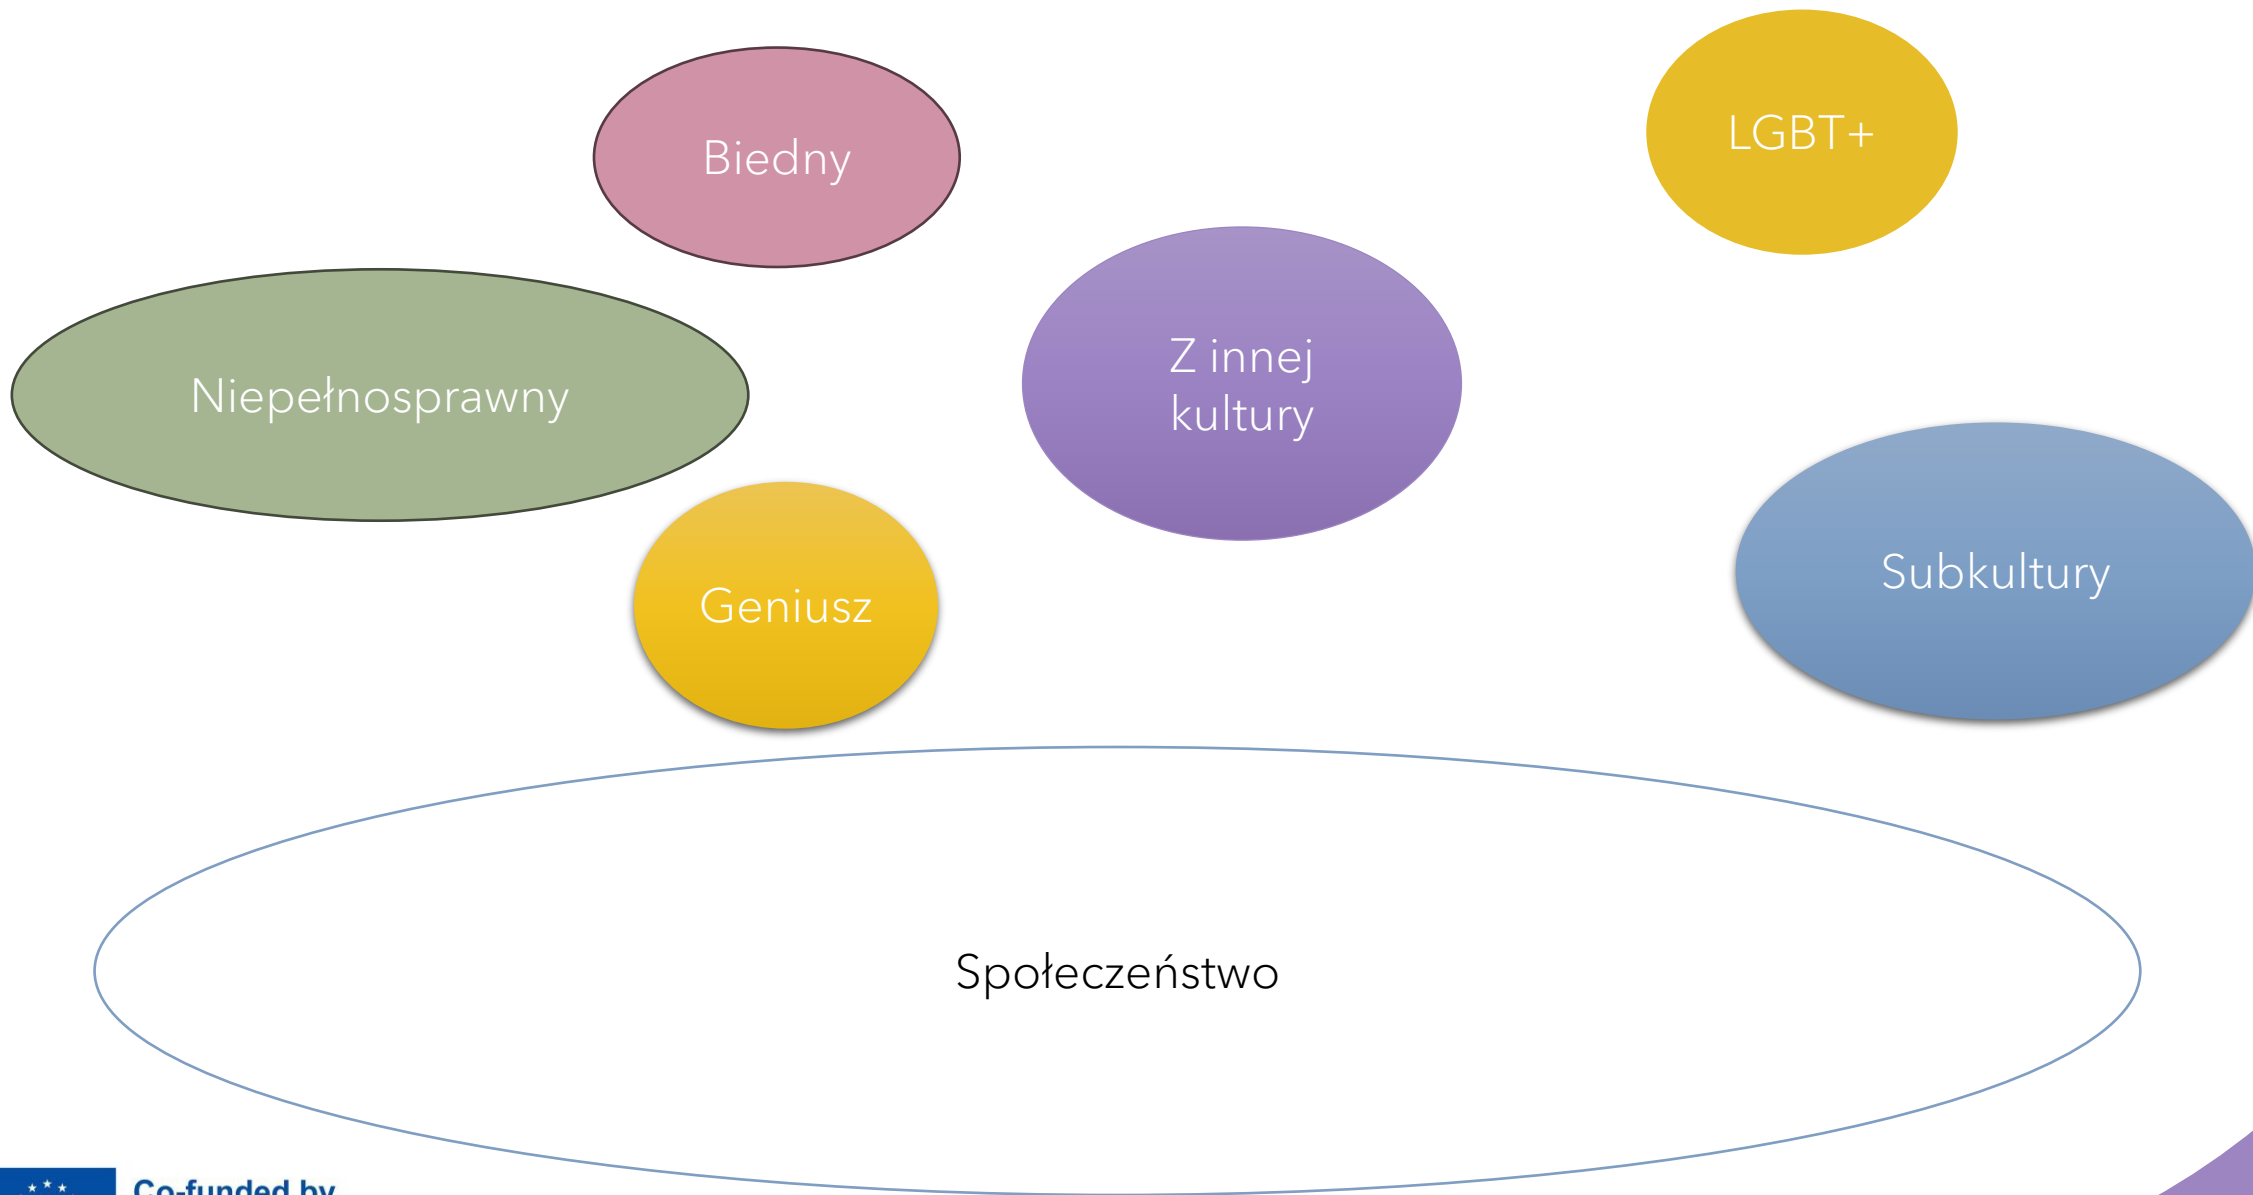 LGBT+
Biedny
Z innej
kultury
Niepełnosprawny
Subkultury
Geniusz
Społeczeństwo
Co-funded by